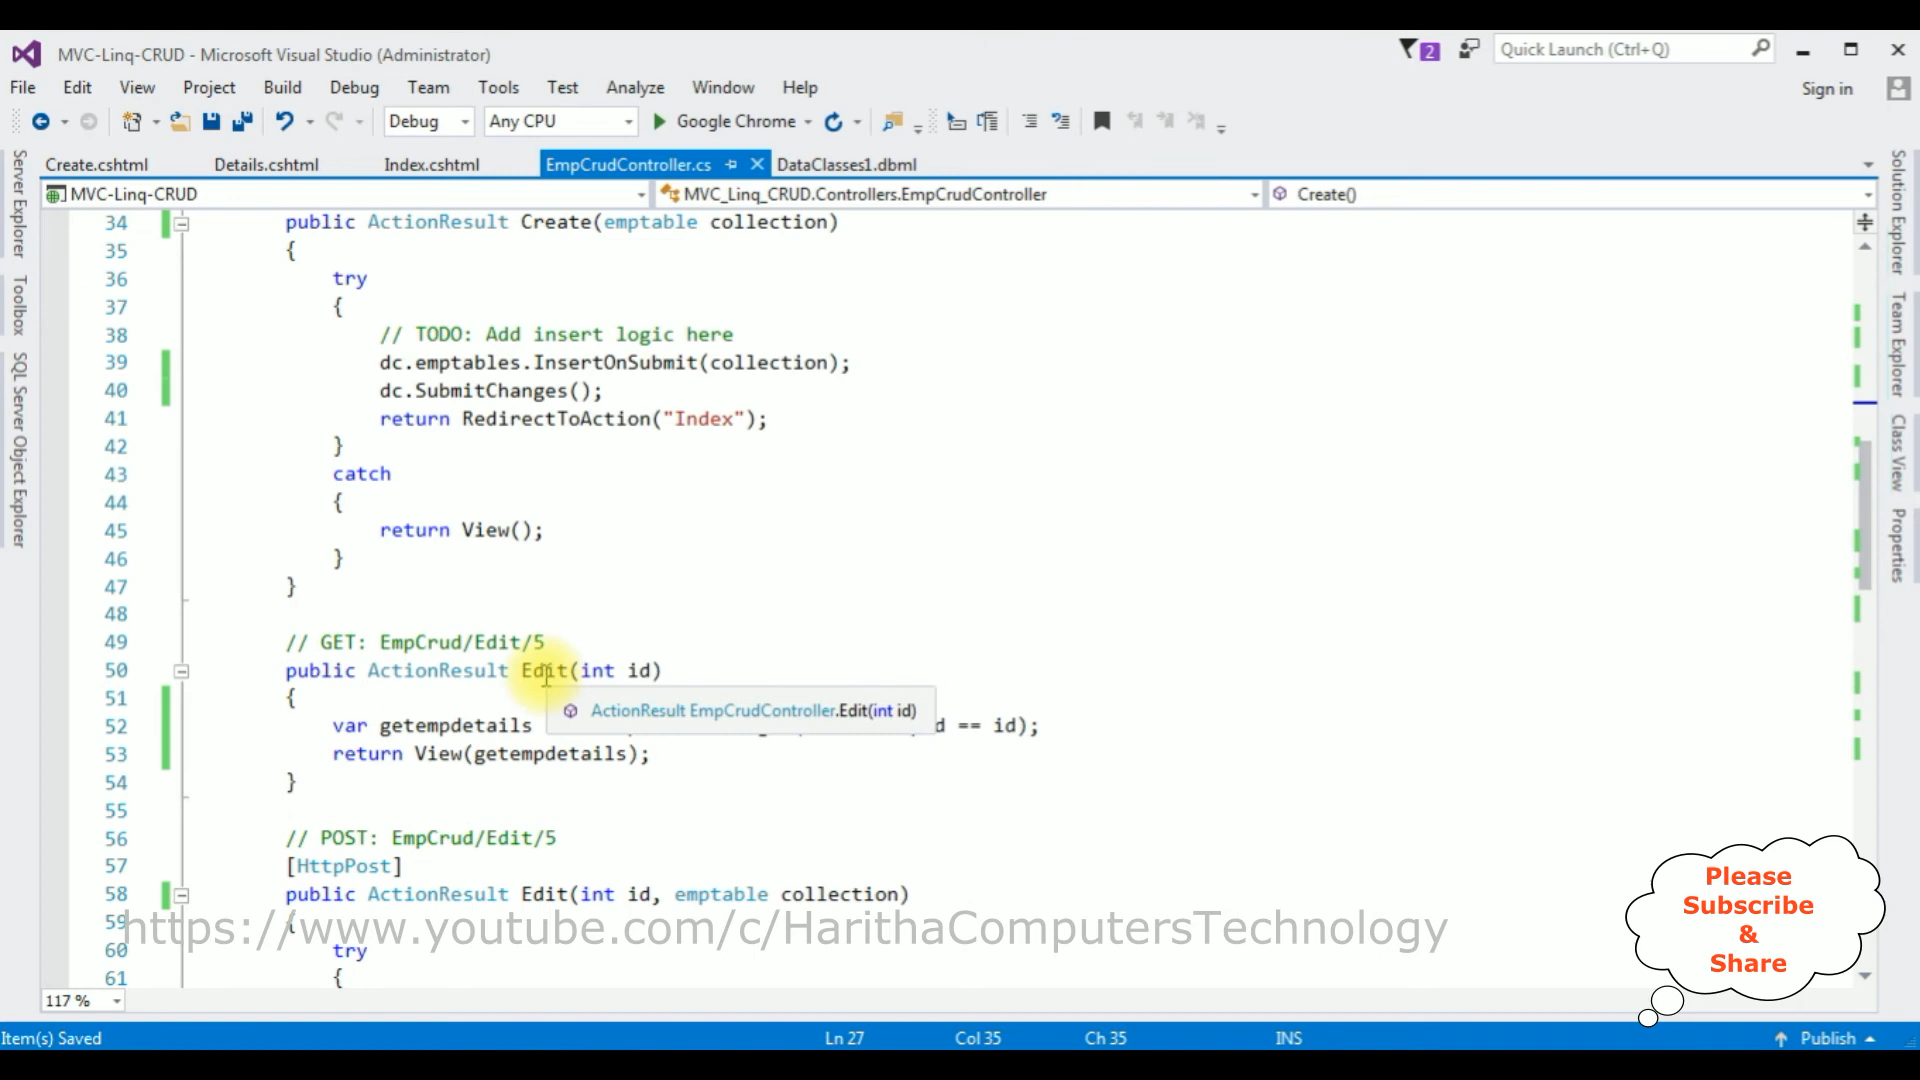 MVC-Linq-CRUD - Microsoft Visual Studio (Administrator)
2
Quick Launch (Ctrl+Q)
File Edit View Project Build Debug Team Tools Test Analyze Window Help
Sign in
Debug Any CPU Google Chrome
Create.cshtml Details.cshtml Index.cshtml EmpCrudController.cs DataClasses1.dbml
MVC-Linq-CRUD MVC_Linq_CRUD.Controllers.EmpCrudController Create()
Server Explorer
Toolbox
SQL Server Object Explorer
34 public ActionResult Create(emptable collection)
35 {
36 try
37 {
38 // TODO: Add insert logic here
39 dc.emptables.InsertOnSubmit(collection);
40 dc.SubmitChanges();
41 return RedirectToAction("Index");
42 }
43 catch
44 {
45 return View();
46 }
47 }
48
49 // GET: EmpCrud/Edit/5
50 public ActionResult Edit(int id)
51 {
ActionResult EmpCrudController.Edit(int id)
52 var getempdetails d == id);
53 return View(getempdetails);
54 }
55
56 // POST: EmpCrud/Edit/5
57 [HttpPost]
58 public ActionResult Edit(int id, emptable collection)
59 {
60 try
61 {
https://www.youtube.com/c/HarithaComputersTechnology
Solution Explorer
Team Explorer
Class View
Properties
Please
Subscribe
&
Share
117 %
Item(s) Saved Ln 27 Col 35 Ch 35 INS Publish